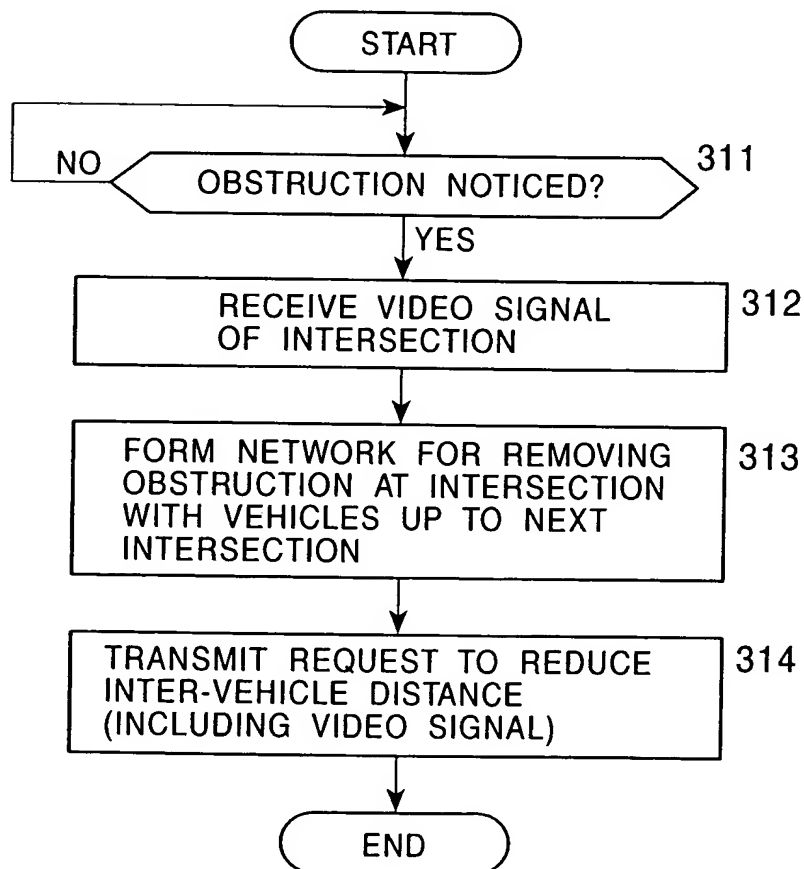 START
NO
OBSTRUCTION NOTICED?
311
YES
RECEIVE VIDEO SIGNAL
OF INTERSECTION
312
FORM NETWORK FOR REMOVING
OBSTRUCTION AT INTERSECTION
WITH VEHICLES UP TO NEXT
INTERSECTION
313
TRANSMIT REQUEST TO REDUCE
INTER-VEHICLE DISTANCE
(INCLUDING VIDEO SIGNAL)
314
END